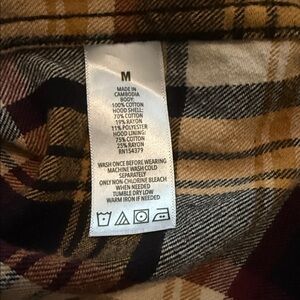 M
MADE IN
CAMBODIA
BODY:
100% COTTON
HOOD SHELL:
70% COTTON
19% RAYON
11% POLYESTER
HOOD LINING:
75% COTTON
25% RAYON
RN154379
WASH ONCE BEFORE WEARING
MACHINE WASH COLD
SEPARATELY
ONLY NON-CHLORINE BLEACH
WHEN NEEDED
TUMBLE DRY LOW
WARM IRON IF NEEDED